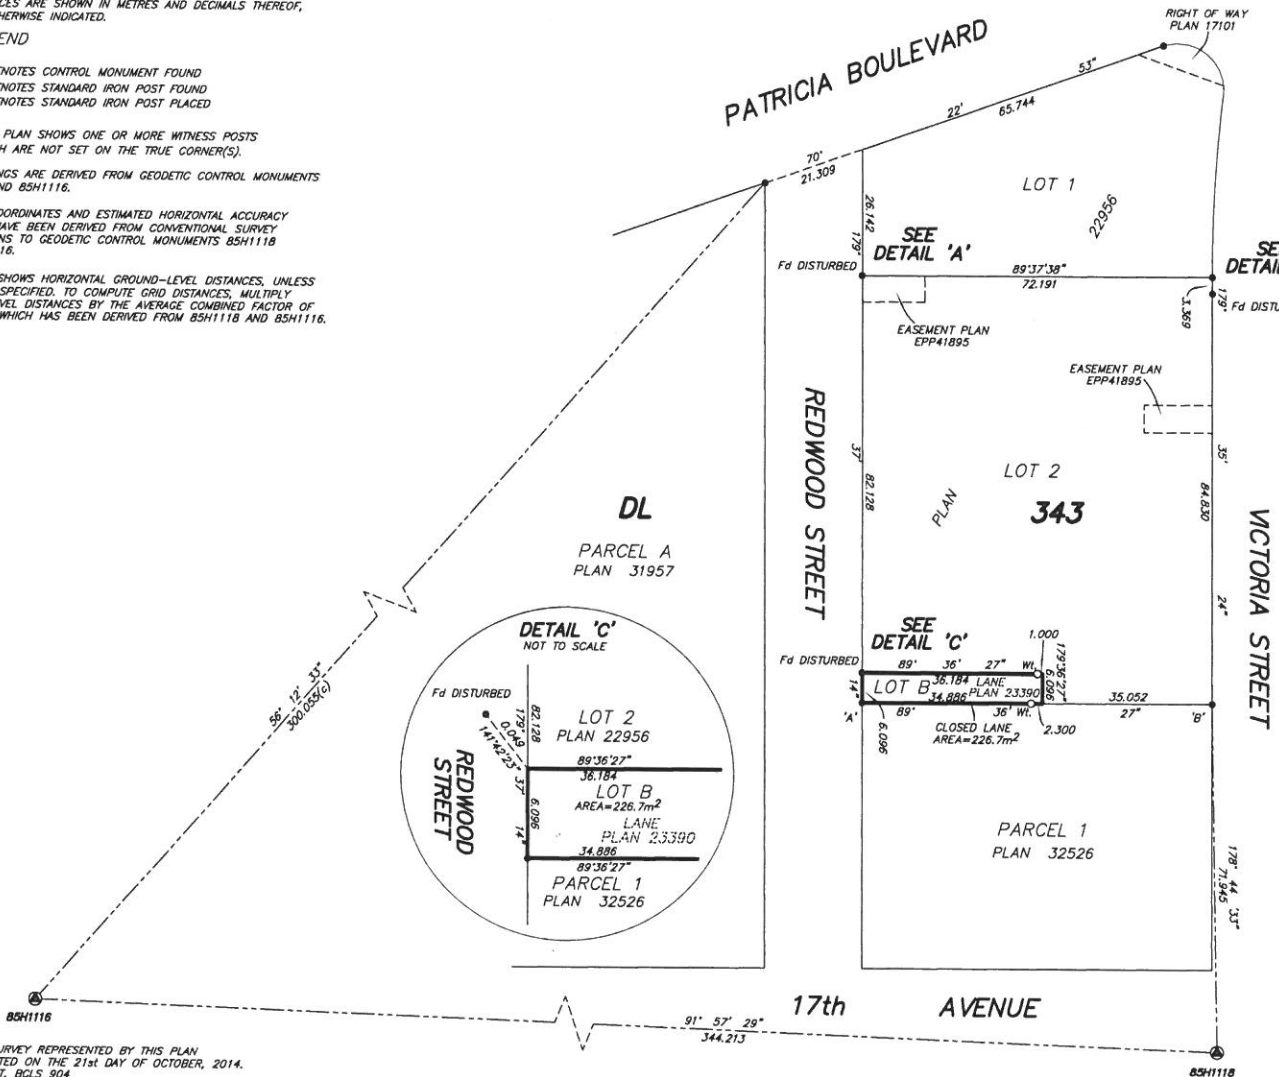 CES ARE SHOWN IN METRES AND DECIMALS THEREOF,
HERWISE INDICATED.
END
NOTES CONTROL MONUMENT FOUND
NOTES STANDARD IRON POST FOUND
NOTES STANDARD IRON POST PLACED
PLAN SHOWS ONE OR MORE WITNESS POSTS
H ARE NOT SET ON THE TRUE CORNER(S).
NGS ARE DERIVED FROM GEODETIC CONTROL MONUMENTS
ND 85H1116.
OORDINATES AND ESTIMATED HORIZONTAL ACCURACY
AVE BEEN DERIVED FROM CONVENTIONAL SURVEY
NS TO GEODETIC CONTROL MONUMENTS 85H1118
16.
SHOWS HORIZONTAL GROUND-LEVEL DISTANCES, UNLESS
SPECIFIED. TO COMPUTE GRID DISTANCES, MULTIPLY
VEL DISTANCES BY THE AVERAGE COMBINED FACTOR OF
WHICH HAS BEEN DERIVED FROM 85H1118 AND 85H1116.
RIGHT OF WAY
PLAN 17101
PATRICIA BOULEVARD
70°
22'
53"
21.309
65.744
LOT 1
22956
26.142
179°
SEE
DETAIL 'A'
SE
DETAIL
Fd DISTURBED
89°37'38"
72.191
179°
3.369
Fd DISTU
EASEMENT PLAN
EPP41895
EASEMENT PLAN
EPP41895
REDWOOD STREET
37'
82.128
LOT 2
PLAN
343
35'
84.830
24"
VICTORIA STREET
DL
PARCEL A
PLAN 31957
SEE
DETAIL 'C'
1.000
Fd DISTURBED
89° 36' 27" Wt.
179°36'27"
6.096
14"
LOT B
36.184
LANE
PLAN 23390
34.886
35.052
'A'
89° 36' Wt.
27"
'B'
6.096
CLOSED LANE
AREA=226.7m²
2.300
DETAIL 'C'
NOT TO SCALE
Fd DISTURBED
82.128
179°
0.049
141°42'23"
37'
LOT 2
PLAN 22956
89°36'27"
36.184
REDWOOD
STREET
6.096
14"
LOT B
AREA=226.7m²
LANE
PLAN 23390
34.886
89°36'27"
PARCEL 1
PLAN 32526
PARCEL 1
PLAN 32526
56° 12' 33"
300.055(c)
178° 44' 33"
71.945
85H1116
17th AVENUE
91° 57' 29"
344.213
85H1118
URVEY REPRESENTED BY THIS PLAN
TED ON THE 21st DAY OF OCTOBER, 2014.
T, BCLS 904